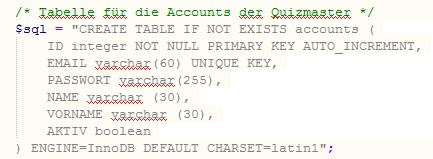 /* Tabelle für die Accounts der Quizmaster */
$sql = "CREATE TABLE IF NOT EXISTS accounts (
ID integer NOT NULL PRIMARY KEY AUTO_INCREMENT,
EMAIL varchar(60) UNIQUE KEY,
PASSWORT varchar(255),
NAME varchar (30),
VORNAME varchar (30),
AKTIV boolean
) ENGINE=InnoDB DEFAULT CHARSET=latin1";